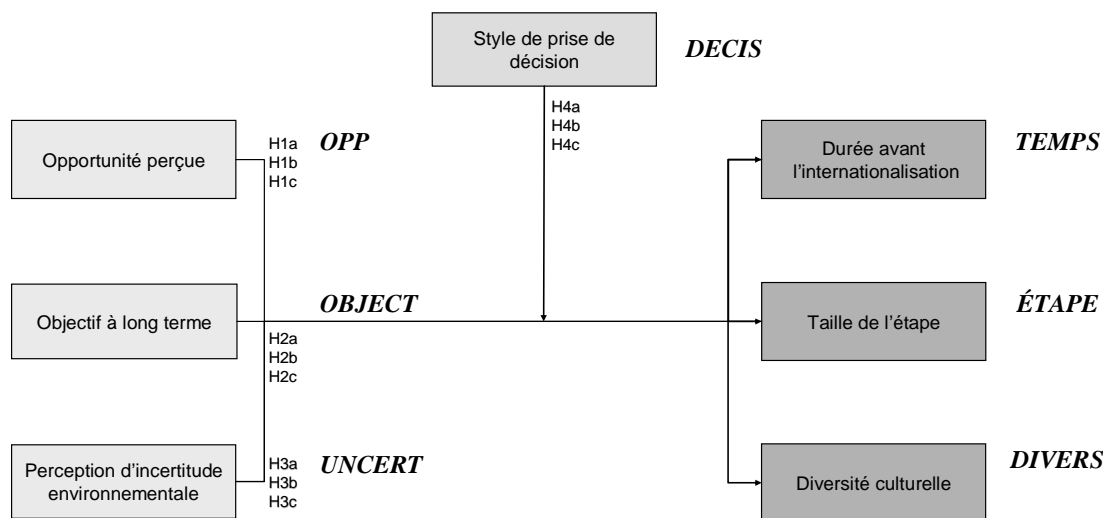 Style de prise de
décision
DECIS
H4a
H4b
H4c
Opportunité perçue
H1a
H1b
H1c
OPP
Durée avant
l'internationalisation
TEMPS
Objectif à long terme
OBJECT
H2a
H2b
H2c
Taille de l'étape
ÉTAPE
Perception d'incertitude
environnementale
H3a
H3b
H3c
UNCERT
Diversité culturelle
DIVERS